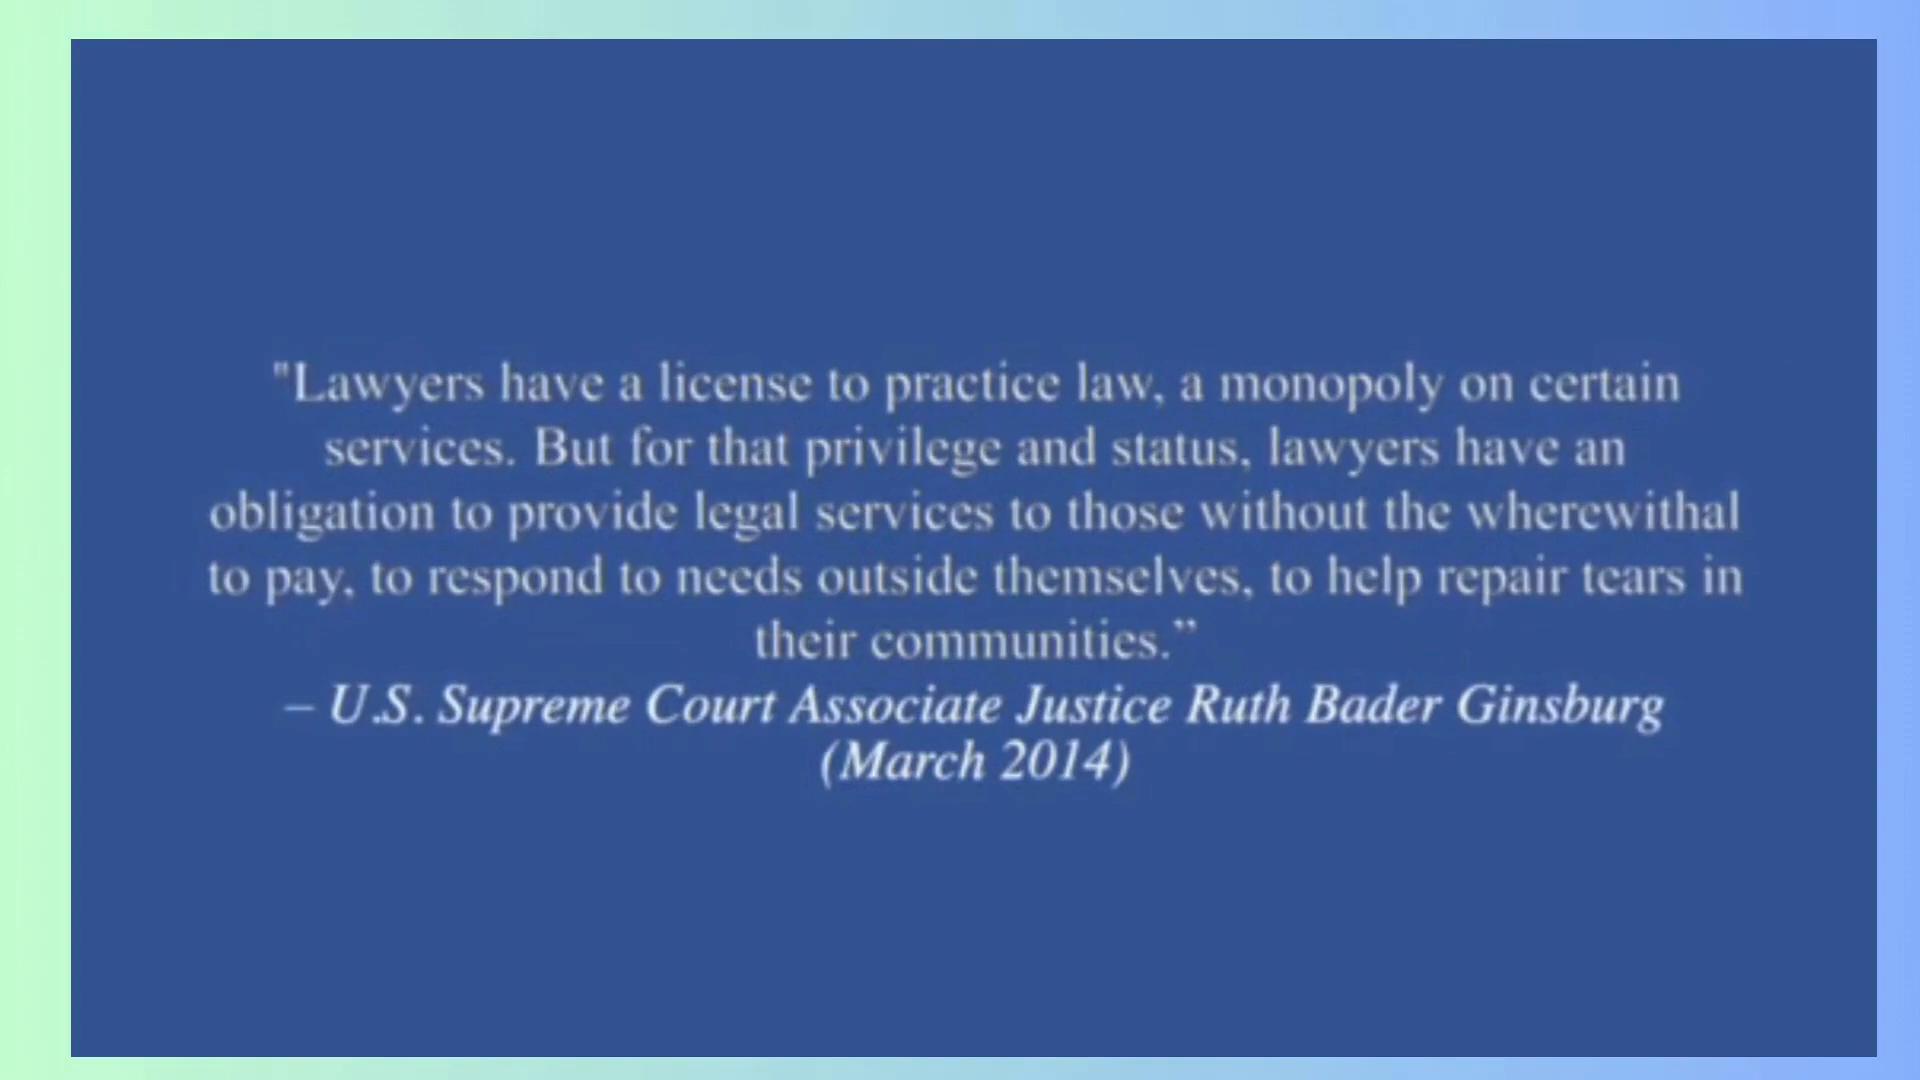 "Lawyers have a license to practice law, a monopoly on certain
services. But for that privilege and status, lawyers have an
obligation to provide legal services to those without the wherewithal
to pay, to respond to needs outside themselves, to help repair tears in
their communities.”
– U.S. Supreme Court Associate Justice Ruth Bader Ginsburg
(March 2014)